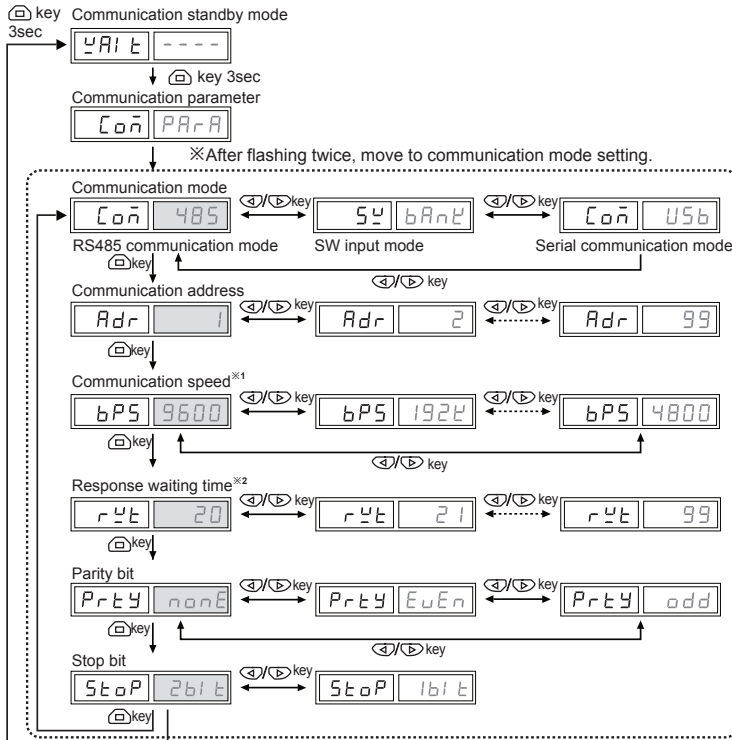 key Communication standby mode
3sec
WAIt ----
key 3sec
Communication parameter
Com PArA
※After flashing twice, move to communication mode setting.
Communication mode
Com 485 ◁/▷ key SW bAnK ◁/▷ key Com USb
RS485 communication mode SW input mode Serial communication mode
key
◁/▷ key
Communication address
Adr 1 ◁/▷ key Adr 2 ◁/▷ key Adr 99
key
Communication speed※1
bPS 9600 ◁/▷ key bPS 192K ◁/▷ key bPS 4800
key
◁/▷ key
Response waiting time※2
rWt 20 ◁/▷ key rWt 21 ◁/▷ key rWt 99
key
Parity bit
PrtY nonE ◁/▷ key PrtY EvEn ◁/▷ key PrtY odd
key
◁/▷ key
Stop bit
StoP 2bIt ◁/▷ key StoP 1bIt
key